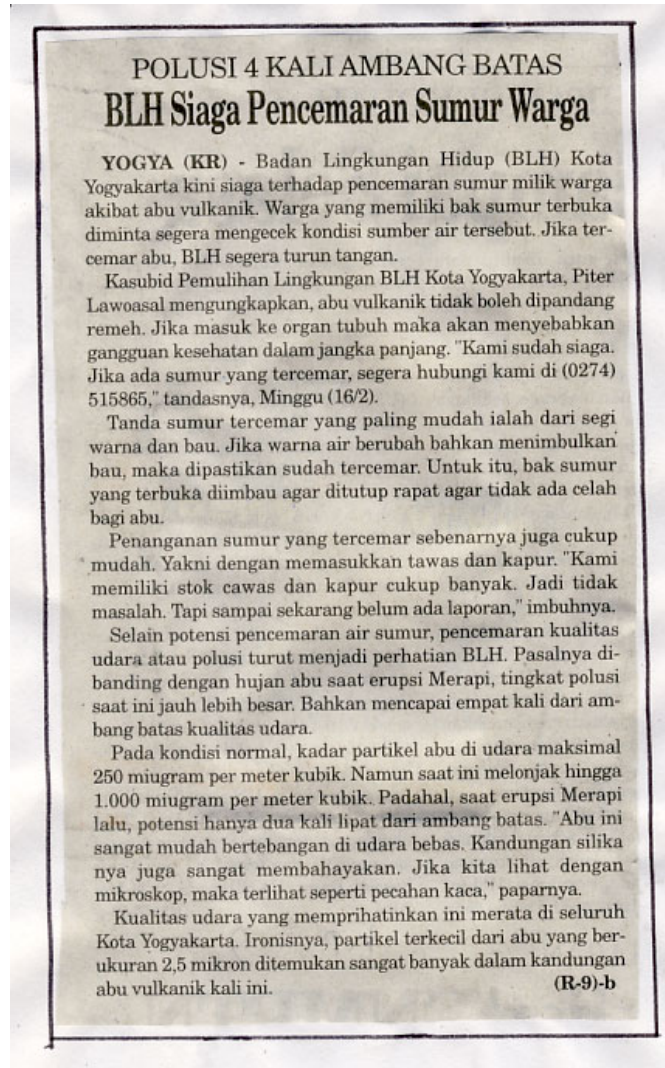 POLUSI 4 KALI AMBANG BATAS
BLH Siaga Pencemaran Sumur Warga
YOGYA (KR) - Badan Lingkungan Hidup (BLH) Kota
Yogyakarta kini siaga terhadap pencemaran sumur milik warga
akibat abu vulkanik. Warga yang memiliki bak sumur terbuka
diminta segera mengecek kondisi sumber air tersebut. Jika ter-
cemar abu, BLH segera turun tangan.
Kasubid Pemulihan Lingkungan BLH Kota Yogyakarta, Piter
Lawoasal mengungkapkan, abu vulkanik tidak boleh dipandang
remeh. Jika masuk ke organ tubuh maka akan menyebabkan
gangguan kesehatan dalam jangka panjang. "Kami sudah siaga.
Jika ada sumur yang tercemar, segera hubungi kami di (0274)
515865," tandasnya, Minggu (16/2).
Tanda sumur tercemar yang paling mudah ialah dari segi
warna dan bau. Jika warna air berubah bahkan menimbulkan
bau, maka dipastikan sudah tercemar. Untuk itu, bak sumur
yang terbuka diimbau agar ditutup rapat agar tidak ada celah
bagi abu.
Penanganan sumur yang tercemar sebenarnya juga cukup
mudah. Yakni dengan memasukkan tawas dan kapur. "Kami
memiliki stok cawas dan kapur cukup banyak. Jadi tidak
masalah. Tapi sampai sekarang belum ada laporan," imbuhnya.
Selain potensi pencemaran air sumur, pencemaran kualitas
udara atau polusi turut menjadi perhatian BLH. Pasalnya di-
banding dengan hujan abu saat erupsi Merapi, tingkat polusi
saat ini jauh lebih besar. Bahkan mencapai empat kali dari am-
bang batas kualitas udara.
Pada kondisi normal, kadar partikel abu di udara maksimal
250 miugram per meter kubik. Namun saat ini melonjak hingga
1.000 miugram per meter kubik. Padahal, saat erupsi Merapi
lalu, potensi hanya dua kali lipat dari ambang batas. "Abu ini
sangat mudah bertebangan di udara bebas. Kandungan silika
nya juga sangat membahayakan. Jika kita lihat dengan
mikroskop, maka terlihat seperti pecahan kaca," paparnya.
Kualitas udara yang memprihatinkan ini merata di seluruh
Kota Yogyakarta. Ironisnya, partikel terkecil dari abu yang ber-
ukuran 2,5 mikron ditemukan sangat banyak dalam kandungan
abu vulkanik kali ini. (R-9)-b